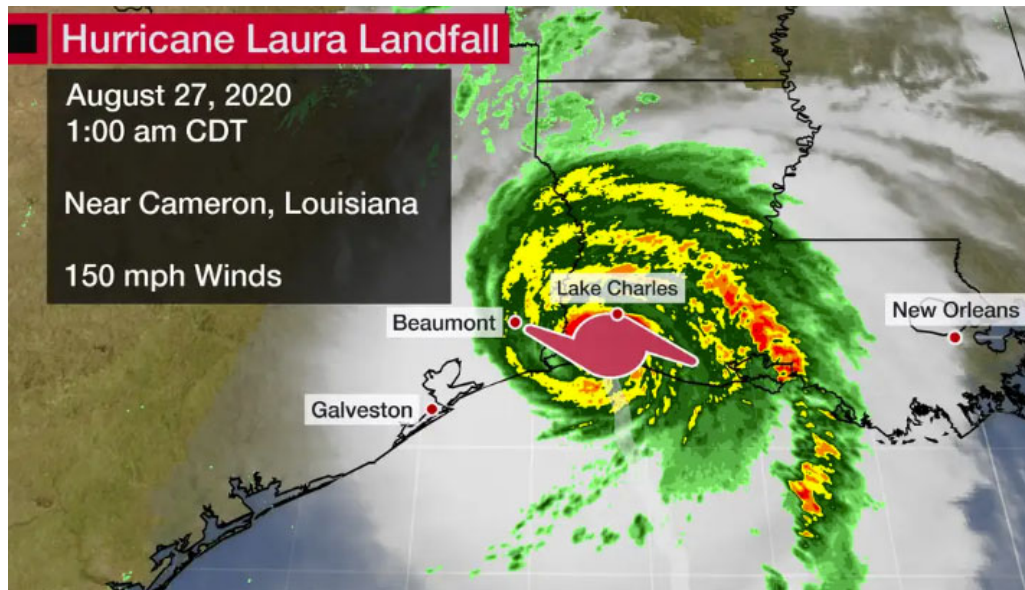 Hurricane Laura Landfall
August 27, 2020
1:00 am CDT
Near Cameron, Louisiana
150 mph Winds
Lake Charles
Beaumont
New Orleans
Galveston